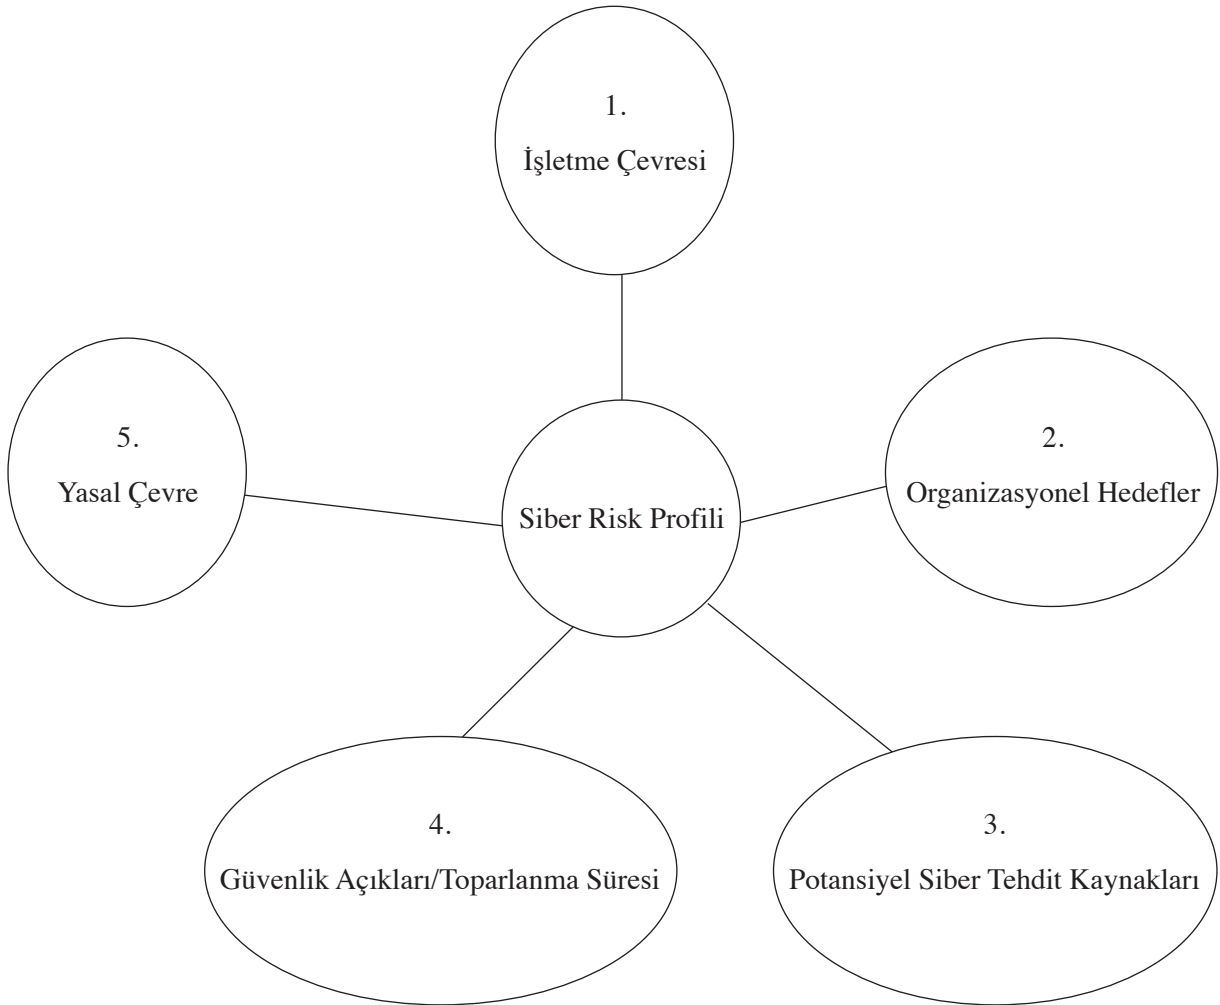 1.
İşletme Çevresi
5.
Yasal Çevre
2.
Organizasyonel Hedefler
Siber Risk Profili
4.
Güvenlik Açıkları/Toparlanma Süresi
3.
Potansiyel Siber Tehdit Kaynakları